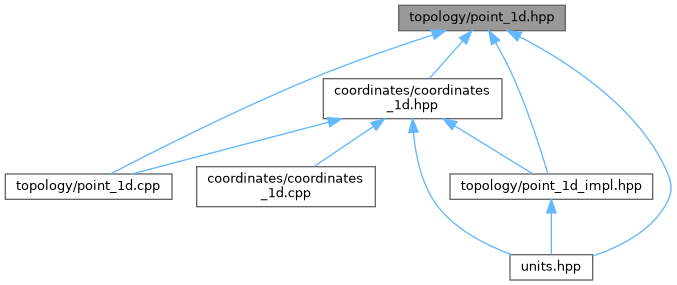 topology/point_1d.hpp
coordinates/coordinates
_1d.hpp
topology/point_1d.cpp
coordinates/coordinates
_1d.cpp
topology/point_1d_impl.hpp
units.hpp